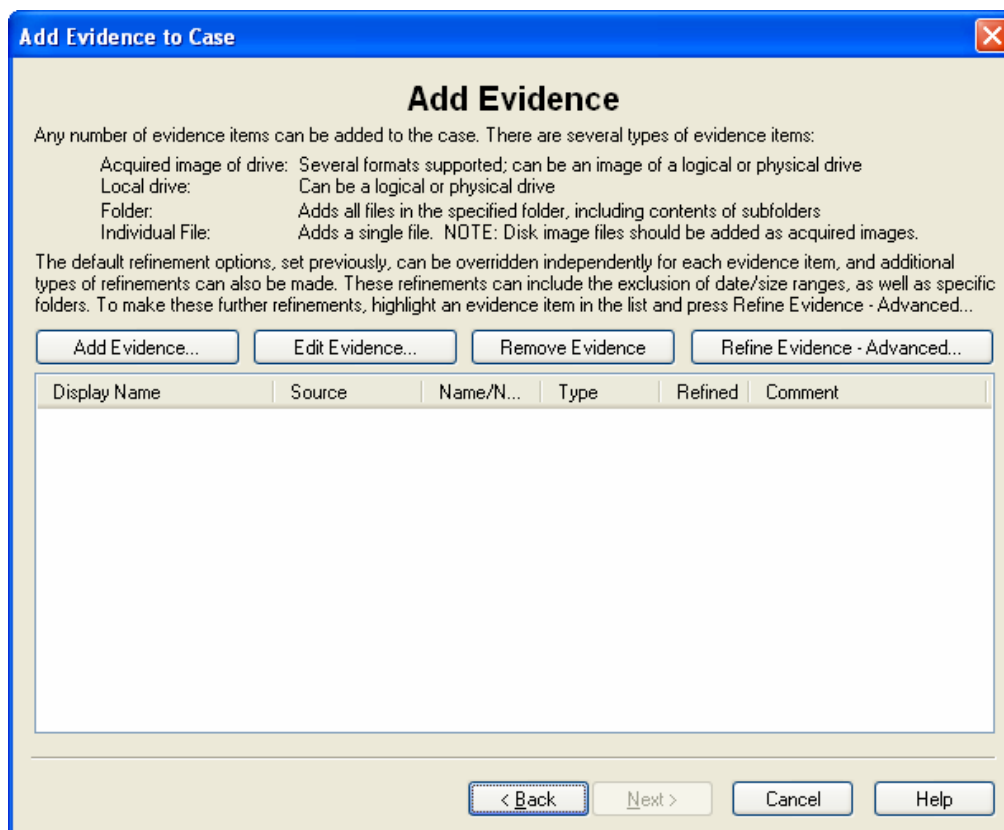 Add Evidence to Case
Add Evidence
Any number of evidence items can be added to the case. There are several types of evidence items:
Acquired image of drive: Several formats supported; can be an image of a logical or physical drive
Local drive: Can be a logical or physical drive
Folder: Adds all files in the specified folder, including contents of subfolders
Individual File: Adds a single file. NOTE: Disk image files should be added as acquired images.
The default refinement options, set previously, can be overridden independently for each evidence item, and additional
types of refinements can also be made. These refinements can include the exclusion of date/size ranges, as well as specific
folders. To make these further refinements, highlight an evidence item in the list and press Refine Evidence - Advanced...
Add Evidence... Edit Evidence... Remove Evidence Refine Evidence - Advanced...
Display Name Source Name/N... Type Refined Comment
< Back Next > Cancel Help